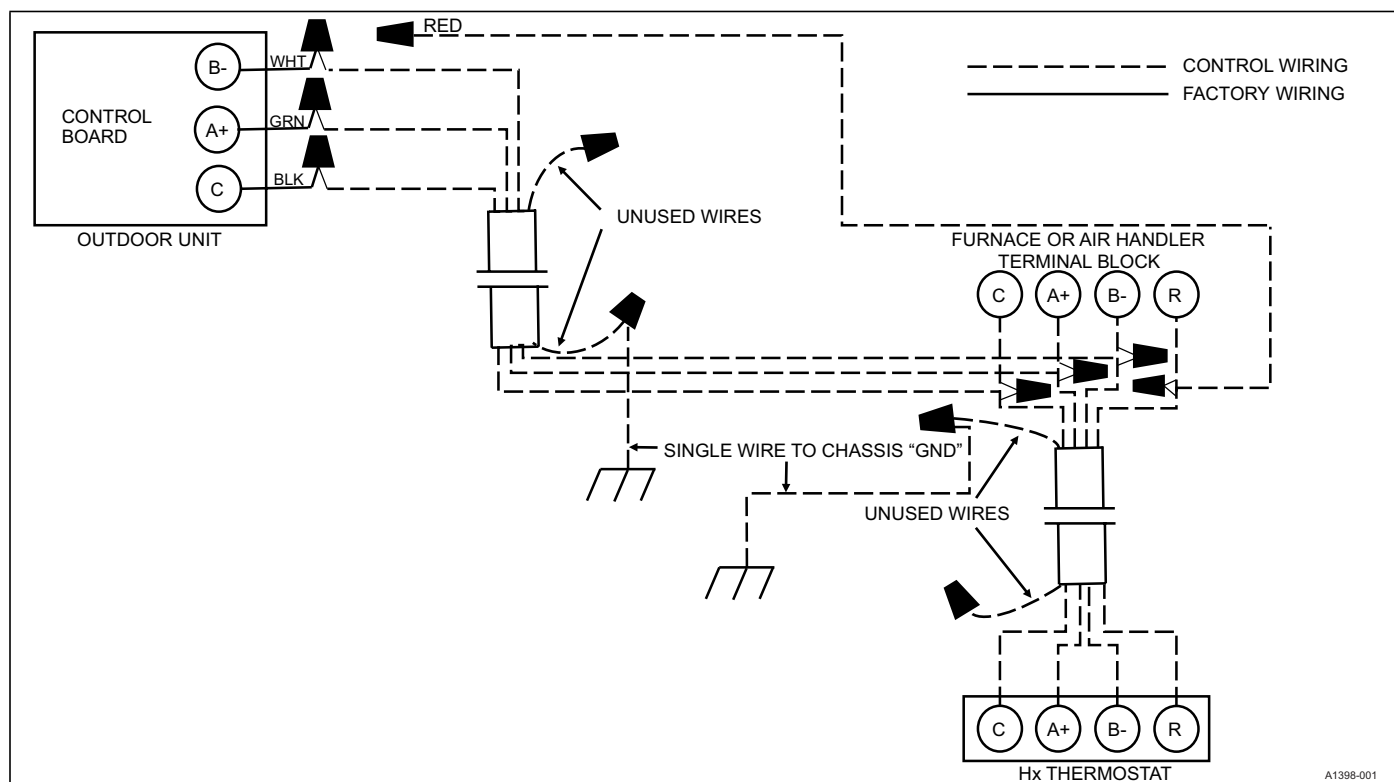 RED
B-
WHT
CONTROL WIRING
FACTORY WIRING
CONTROL
BOARD
A+
GRN
C
BLK
OUTDOOR UNIT
UNUSED WIRES
FURNACE OR AIR HANDLER
TERMINAL BLOCK
C
A+
B-
R
SINGLE WIRE TO CHASSIS “GND”
UNUSED WIRES
C
A+
B-
R
Hx THERMOSTAT
A1398-001